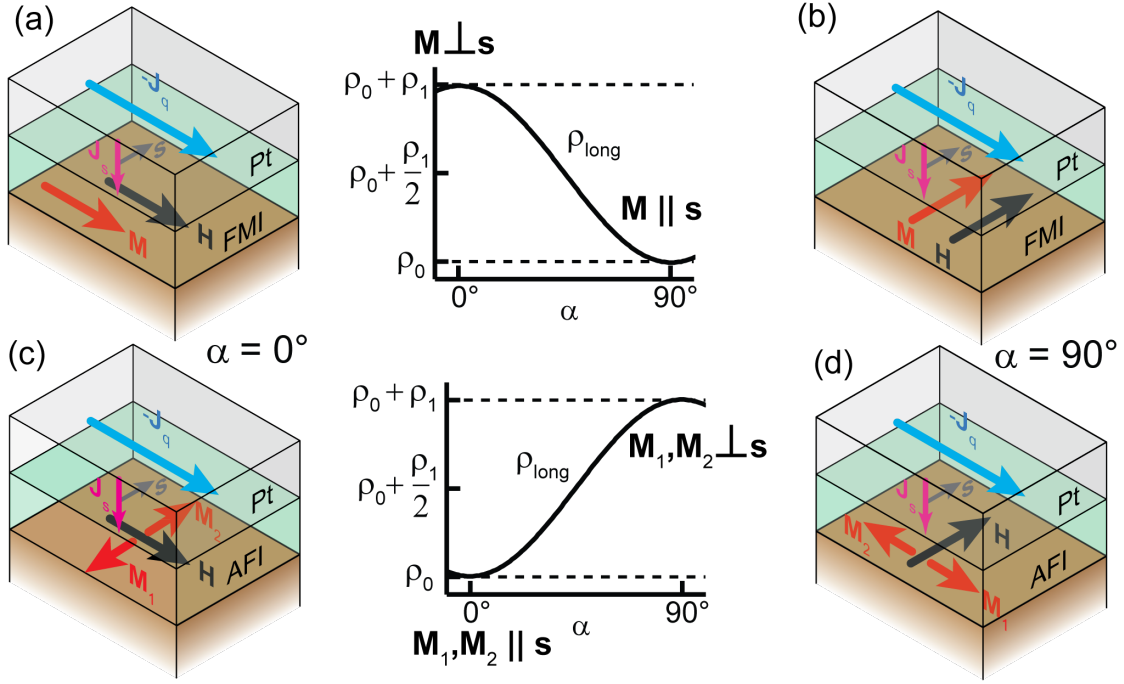 (a)
-J
q
J
s
s
Pt
M
H
FMI
M⊥s
ρ₀ + ρ₁
ρ₀ + ρ₁/2
ρ₀
ρlong
M || s
0°
90°
α
(b)
-J
q
J
s
s
Pt
M
H
FMI
(c)
α = 0°
-J
q
J
s
s
Pt
M₂
M₁
H
AFI
ρ₀ + ρ₁
ρ₀ + ρ₁/2
ρ₀
ρlong
M₁,M₂⊥s
0°
90°
α
M₁,M₂ || s
(d)
α = 90°
-J
q
J
s
s
Pt
M₂
H
M₁
AFI